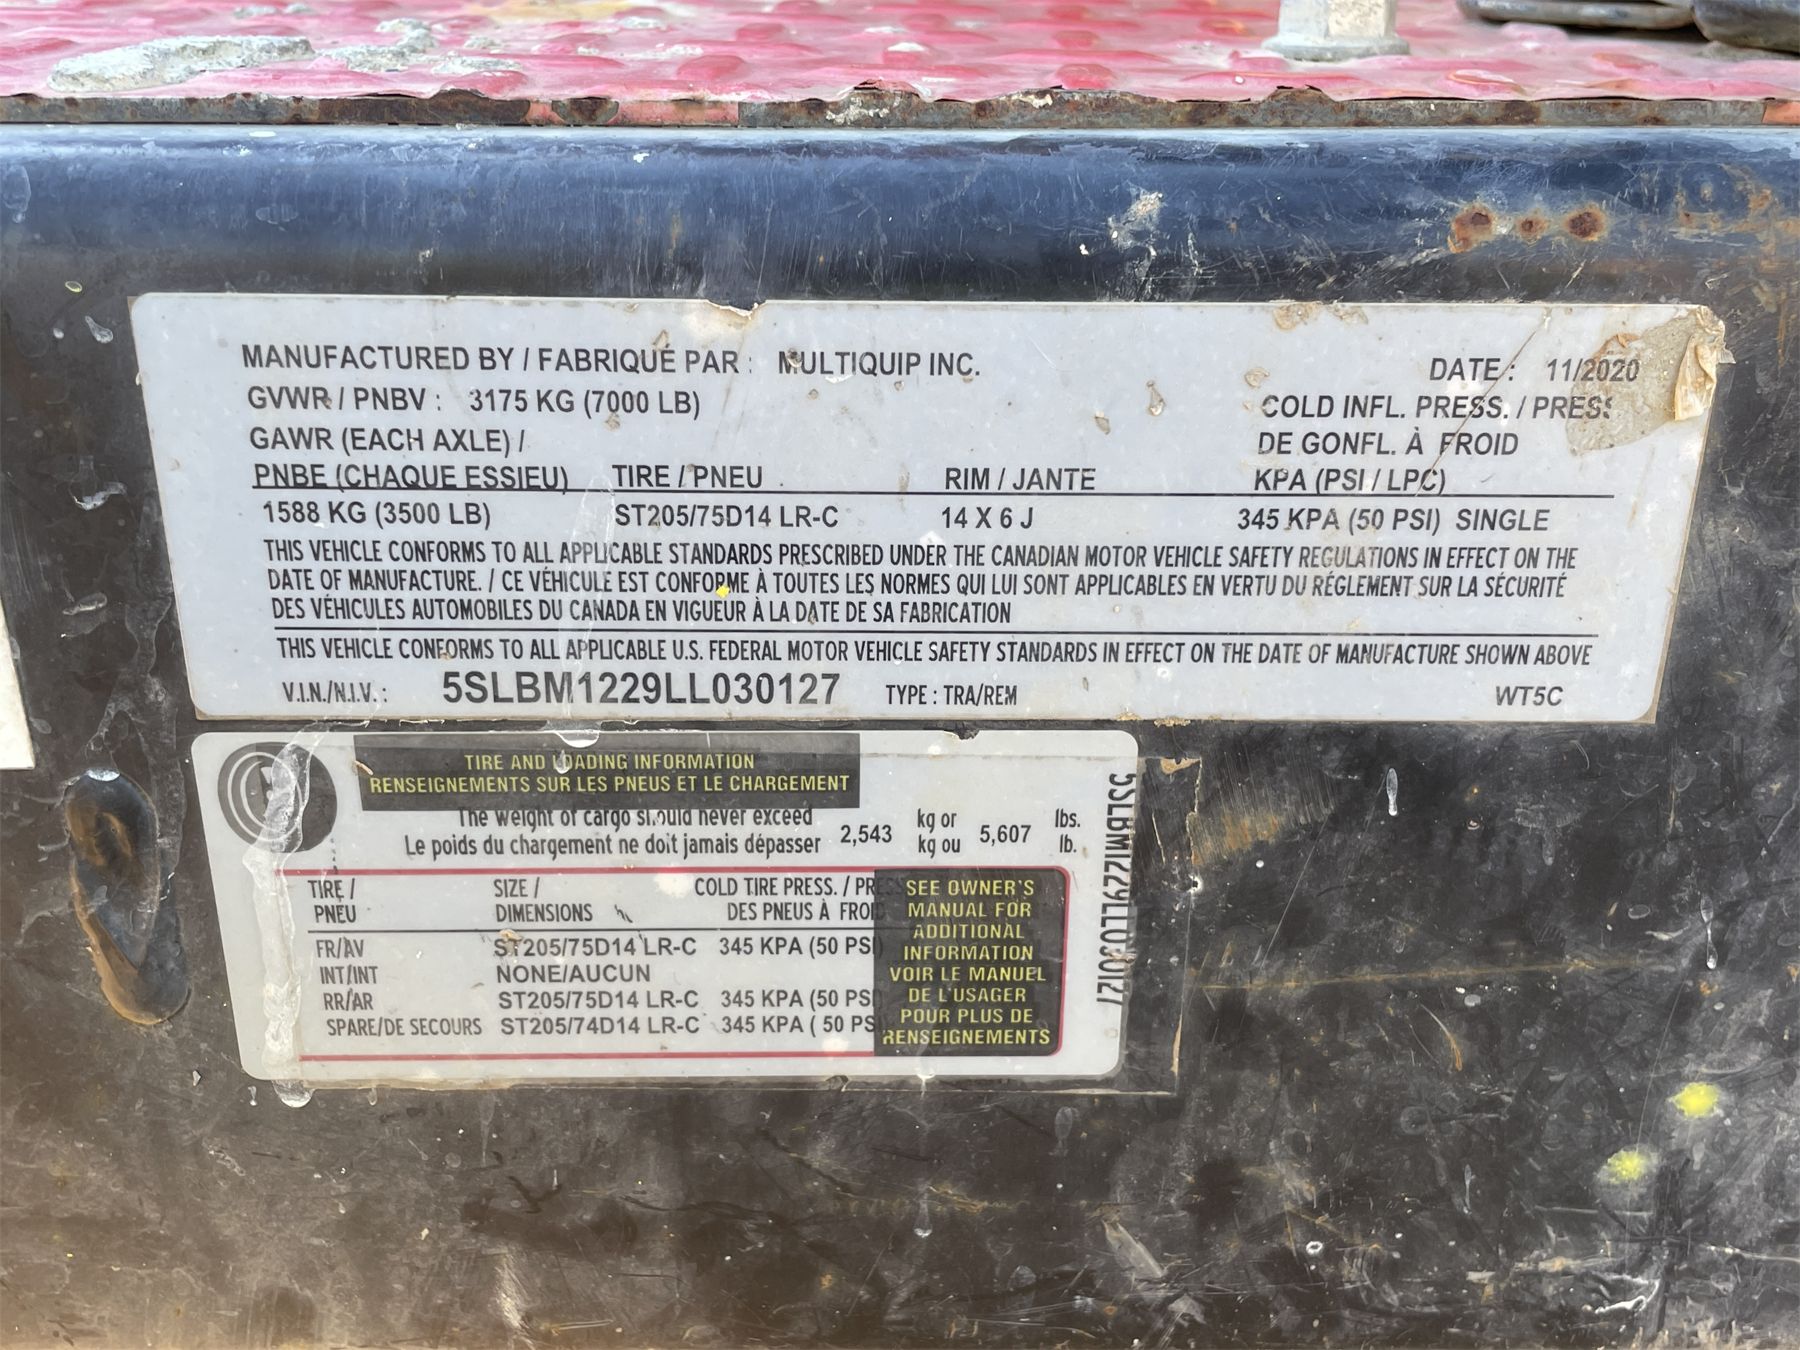 MANUFACTURED BY / FABRIQUÉ PAR : MULTIQUIP INC. DATE : 11/2020
GVWR / PNBV : 3175 KG (7000 LB) COLD INFL. PRESS. / PRESS
GAWR (EACH AXLE) / DE GONFL. À FROID
PNBE (CHAQUE ESSIEU) TIRE / PNEU RIM / JANTE KPA (PSI / LPC)
1588 KG (3500 LB) ST205/75D14 LR-C 14 X 6 J 345 KPA (50 PSI) SINGLE
THIS VEHICLE CONFORMS TO ALL APPLICABLE STANDARDS PRESCRIBED UNDER THE CANADIAN MOTOR VEHICLE SAFETY REGULATIONS IN EFFECT ON THE
DATE OF MANUFACTURE. / CE VÉHICULE EST CONFORME À TOUTES LES NORMES QUI LUI SONT APPLICABLES EN VERTU DU RÉGLEMENT SUR LA SÉCURITÉ
DES VÉHICULES AUTOMOBILES DU CANADA EN VIGUEUR À LA DATE DE SA FABRICATION
THIS VEHICLE CONFORMS TO ALL APPLICABLE U.S. FEDERAL MOTOR VEHICLE SAFETY STANDARDS IN EFFECT ON THE DATE OF MANUFACTURE SHOWN ABOVE
V.I.N./N.I.V.: 5SLBM1229LL030127 TYPE : TRA/REM WT5C
TIRE AND LOADING INFORMATION
RENSEIGNEMENTS SUR LES PNEUS ET LE CHARGEMENT
The weight of cargo should never exceed
Le poids du chargement ne doit jamais dépasser
2,543
kg or
kg ou
5,607
lbs.
lb.
TIRE / SIZE / COLD TIRE PRESS. / PRESS
PNEU DIMENSIONS DES PNEUS À FROID
FR/AV ST205/75D14 LR-C 345 KPA (50 PSI)
INT/INT NONE/AUCUN
RR/AR ST205/75D14 LR-C 345 KPA (50 PSI
SPARE/DE SECOURS ST205/74D14 LR-C 345 KPA ( 50 PS
SEE OWNER'S
MANUAL FOR
ADDITIONAL
INFORMATION
VOIR LE MANUEL
DE L'USAGER
POUR PLUS DE
RENSEIGNEMENTS
5SLBM1229LL030127